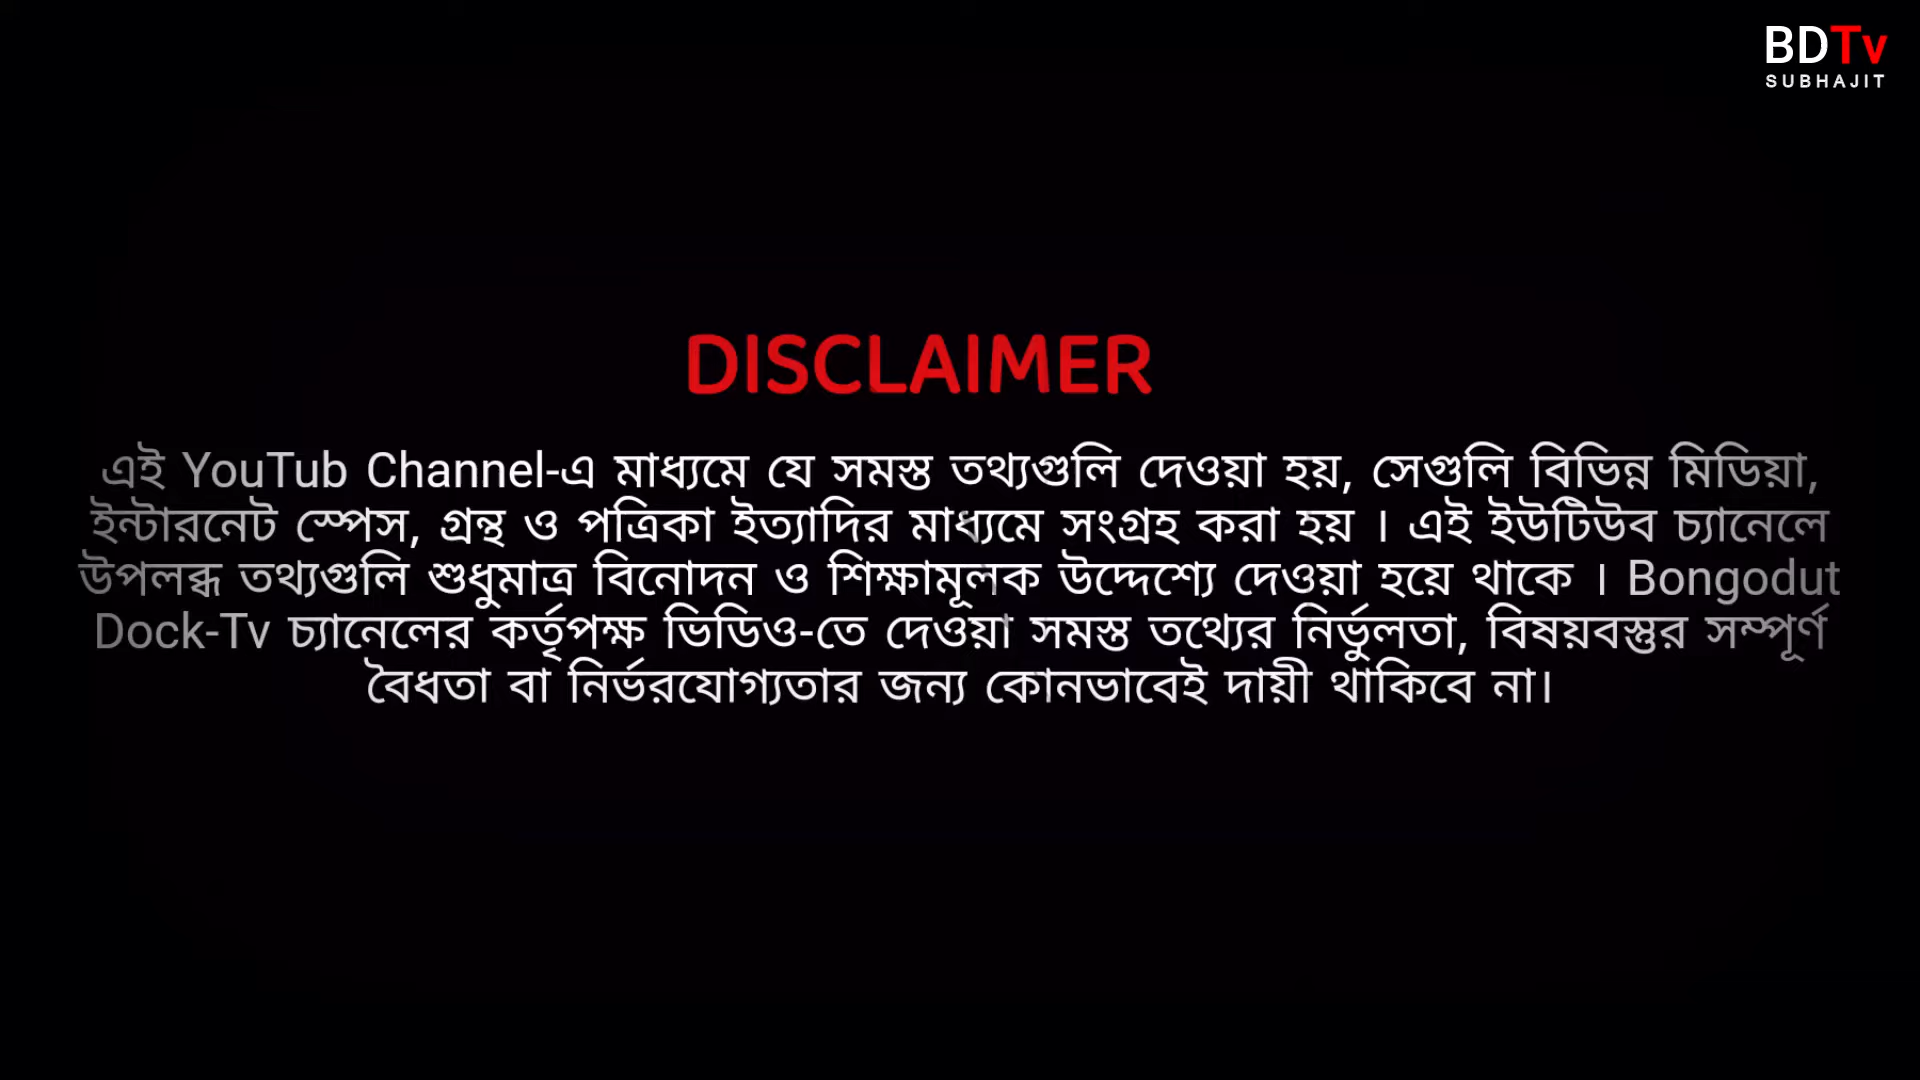 BDTv
SUBHAJIT
DISCLAIMER
এই YouTub Channel-এ মাধ্যমে যে সমস্ত তথ্যগুলি দেওয়া হয়, সেগুলি বিভিন্ন মিডিয়া,
ইন্টারনেট স্পেস, গ্রন্থ ও পত্রিকা ইত্যাদির মাধ্যমে সংগ্রহ করা হয় । এই ইউটিউব চ্যানেলে
উপলব্ধ তথ্যগুলি শুধুমাত্র বিনোদন ও শিক্ষামূলক উদ্দেশ্যে দেওয়া হয়ে থাকে । Bongodut
Dock-Tv চ্যানেলের কর্তৃপক্ষ ভিডিও-তে দেওয়া সমস্ত তথ্যের নির্ভুলতা, বিষয়বস্তুর সম্পূর্ণ
বৈধতা বা নির্ভরযোগ্যতার জন্য কোনভাবেই দায়ী থাকিবে না।